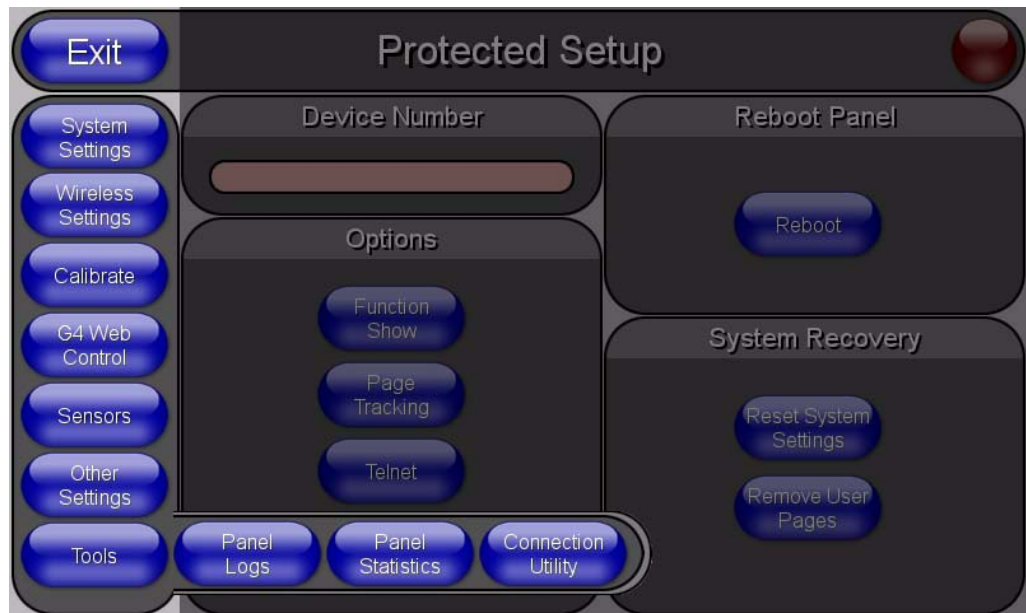 Exit
Protected Setup
System
Settings
Wireless
Settings
Calibrate
G4 Web
Control
Sensors
Other
Settings
Tools
Device Number
Options
Function
Show
Page
Tracking
Telnet
Panel
Logs
Panel
Statistics
Connection
Utility
Reboot Panel
Reboot
System Recovery
Reset System
Settings
Remove User
Pages